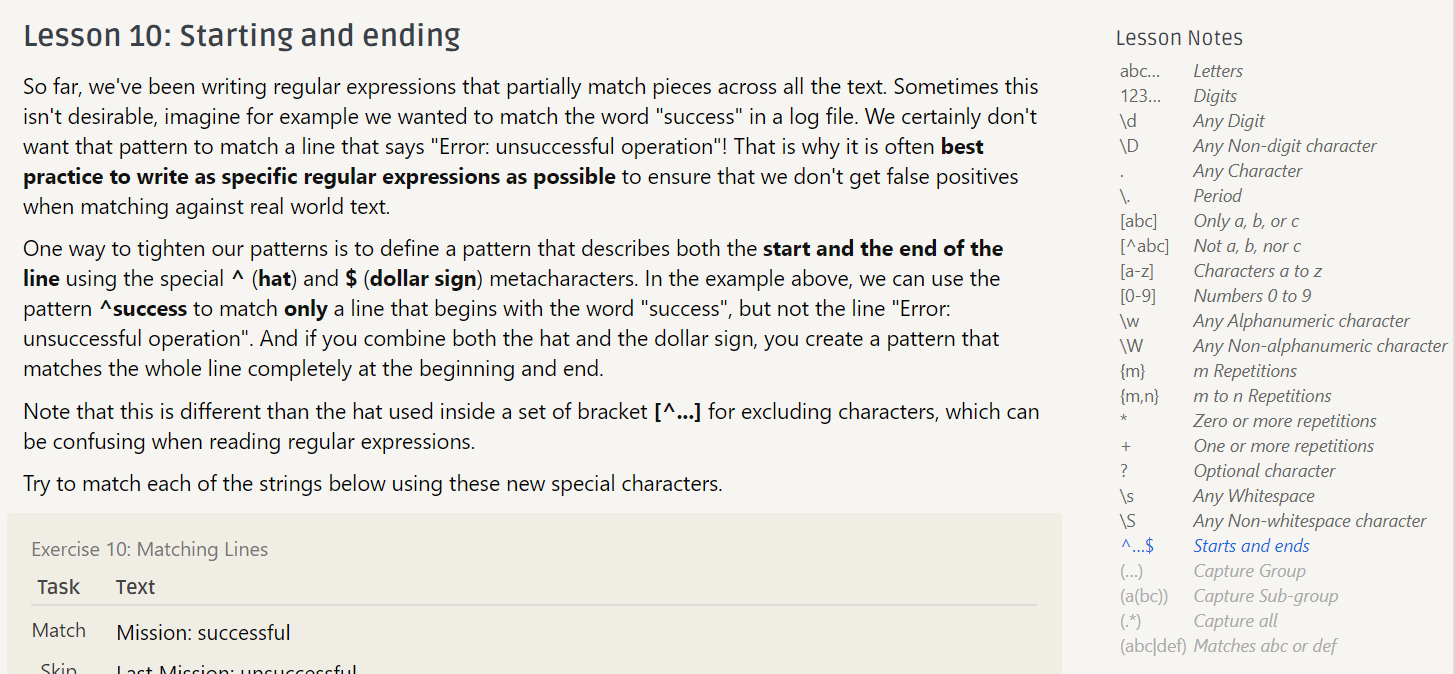 Lesson 10: Starting and ending
So far, we've been writing regular expressions that partially match pieces across all the text. Sometimes this
isn't desirable, imagine for example we wanted to match the word "success" in a log file. We certainly don't
want that pattern to match a line that says "Error: unsuccessful operation"! That is why it is often best
practice to write as specific regular expressions as possible to ensure that we don't get false positives
when matching against real world text.
One way to tighten our patterns is to define a pattern that describes both the start and the end of the
line using the special ^ (hat) and $ (dollar sign) metacharacters. In the example above, we can use the
pattern ^success to match only a line that begins with the word "success", but not the line "Error:
unsuccessful operation". And if you combine both the hat and the dollar sign, you create a pattern that
matches the whole line completely at the beginning and end.
Note that this is different than the hat used inside a set of bracket [^...] for excluding characters, which can
be confusing when reading regular expressions.
Try to match each of the strings below using these new special characters.
Exercise 10: Matching Lines
Task Text
Match Mission: successful
Skip Last Mission: unsuccessful
Lesson Notes
abc... Letters
123... Digits
\d Any Digit
\D Any Non-digit character
. Any Character
\. Period
[abc] Only a, b, or c
[^abc] Not a, b, nor c
[a-z] Characters a to z
[0-9] Numbers 0 to 9
\w Any Alphanumeric character
\W Any Non-alphanumeric character
{m} m Repetitions
{m,n} m to n Repetitions
* Zero or more repetitions
+ One or more repetitions
? Optional character
\s Any Whitespace
\S Any Non-whitespace character
^...$ Starts and ends
(...) Capture Group
(a(bc)) Capture Sub-group
(.*) Capture all
(abc|def) Matches abc or def